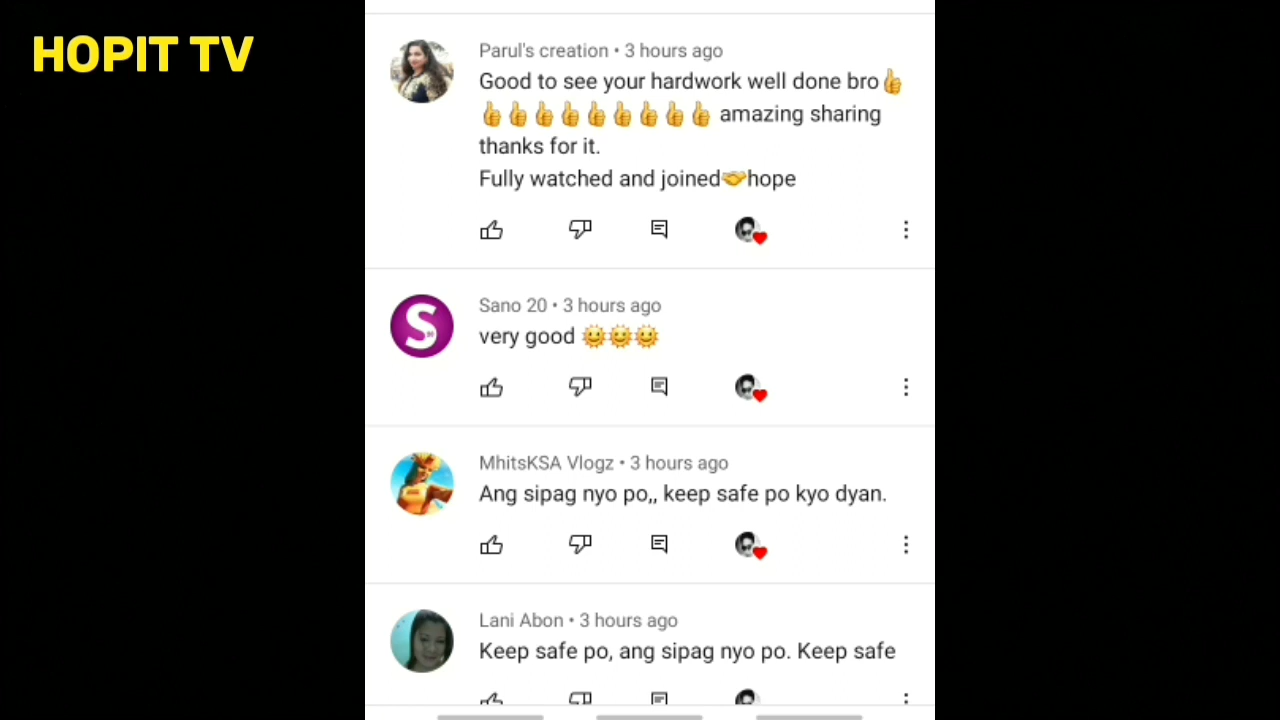 HOPIT TV
Parul's creation • 3 hours ago
Good to see your hardwork well done bro👍
👍👍👍👍👍👍👍👍👍 amazing sharing
thanks for it.
Fully watched and joined🤝hope
Sano 20 • 3 hours ago
very good 🌞🌞🌞
S
MhitsKSA Vlogz • 3 hours ago
Ang sipag nyo po,, keep safe po kyo dyan.
Lani Abon • 3 hours ago
Keep safe po, ang sipag nyo po. Keep safe